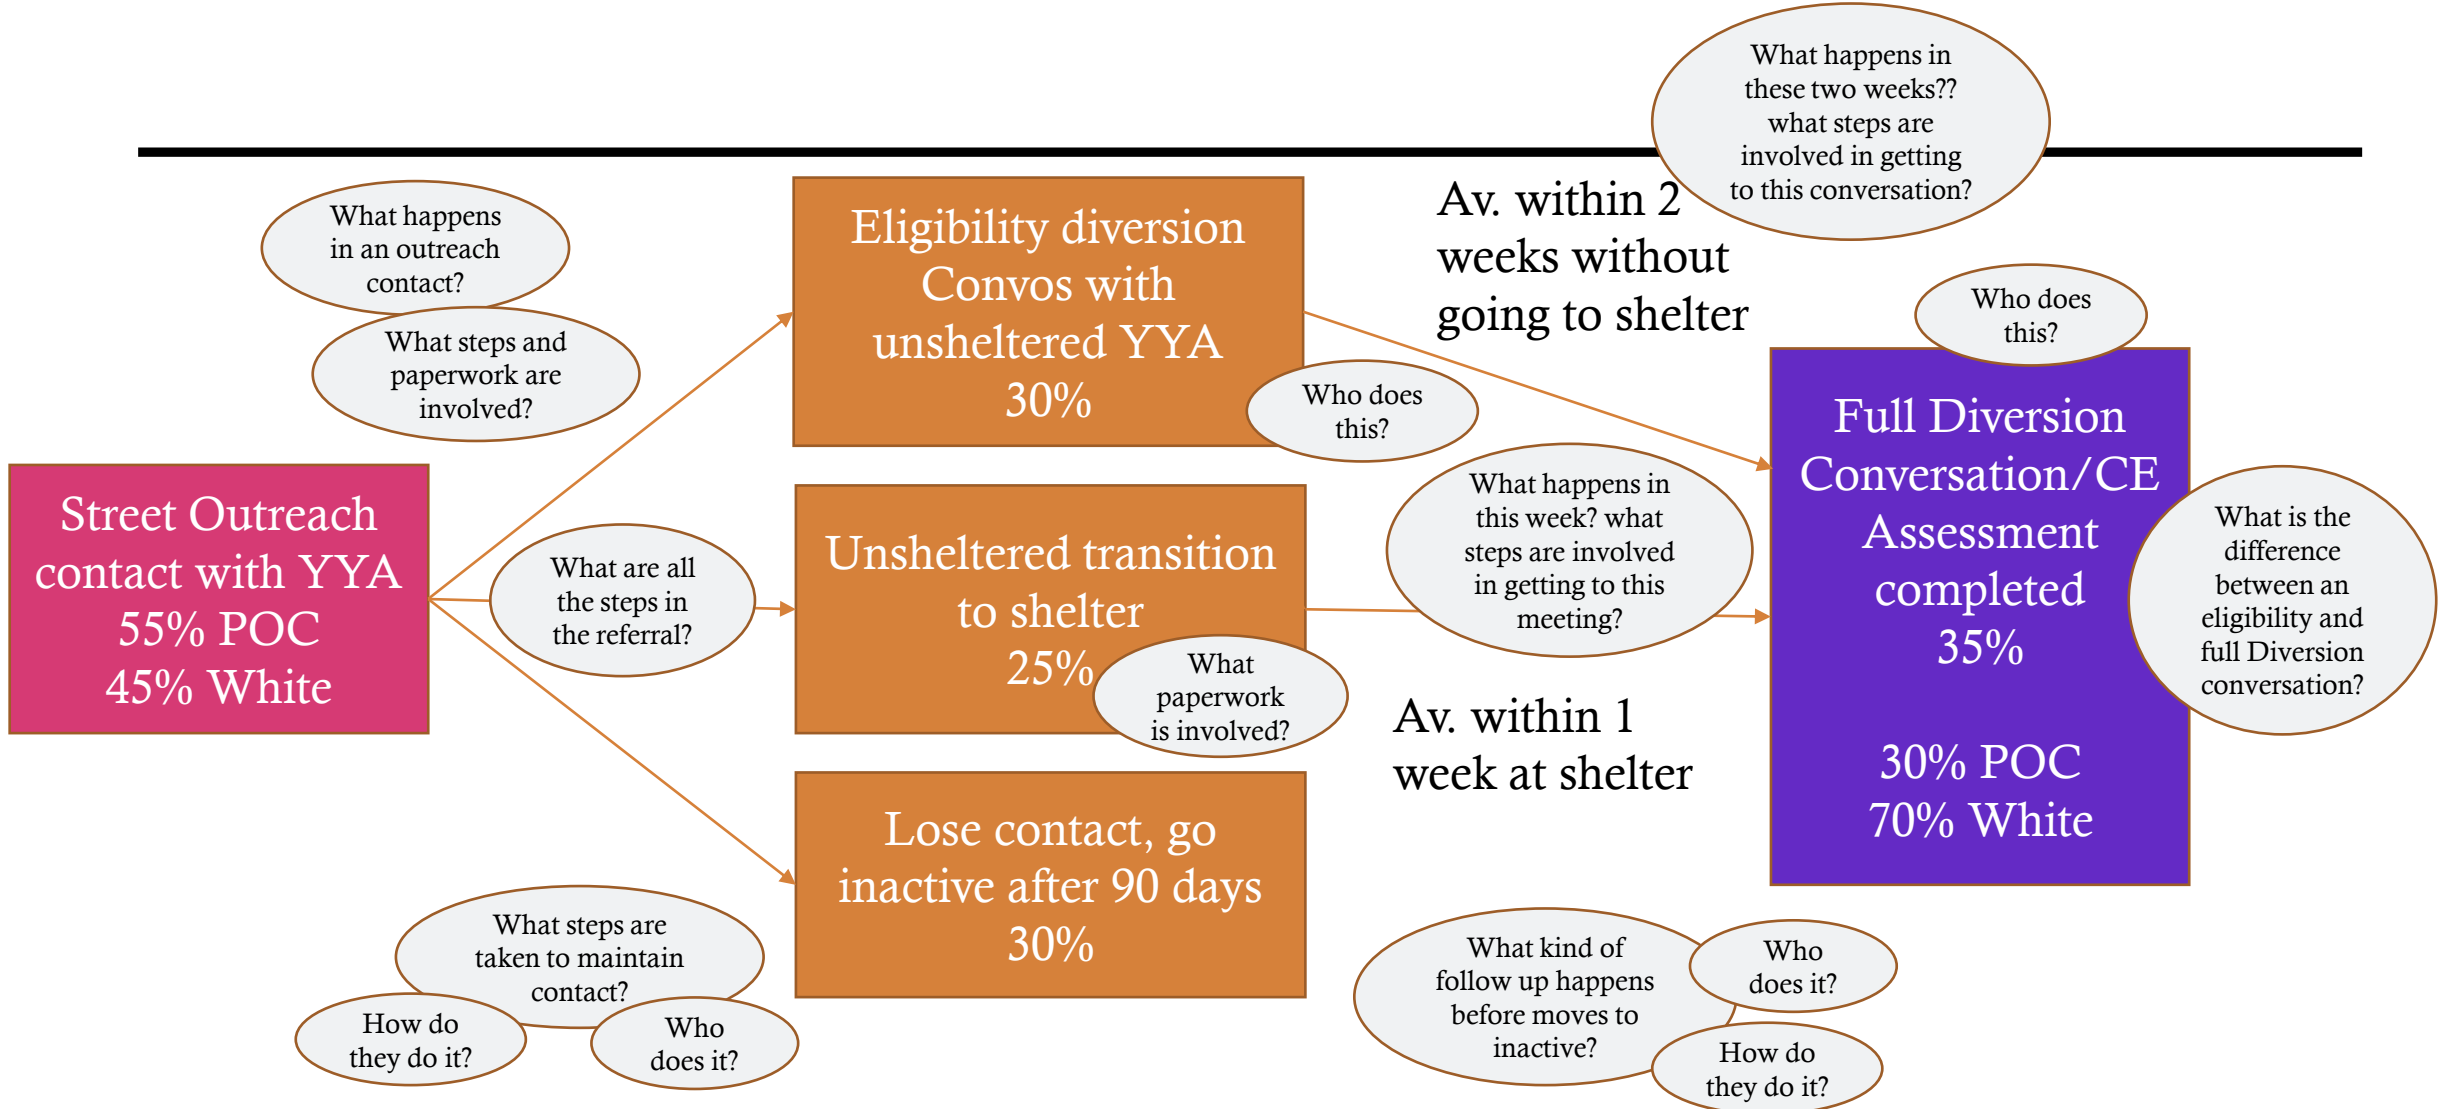 What happens in
these two weeks??
what steps are
involved in getting
to this conversation?
What happens
in an outreach
contact?
What steps and
paperwork are
involved?
Street Outreach
contact with YYA
55% POC
45% White
What are all
the steps in
the referral?
Eligibility diversion
Convos with
unsheltered YYA
30%
Who does
this?
Av. within 2
weeks without
going to shelter
Unsheltered transition
to shelter
25%
What
paperwork
is involved?
What happens in
this week? what
steps are involved
in getting to this
meeting?
Av. within 1
week at shelter
Lose contact, go
inactive after 90 days
30%
What steps are
taken to maintain
contact?
How do
they do it?
Who
does it?
Who does
this?
Full Diversion
Conversation/CE
Assessment
completed
35%
30% POC
70% White
What is the
difference
between an
eligibility and
full Diversion
conversation?
What kind of
follow up happens
before moves to
inactive?
Who
does it?
How do
they do it?